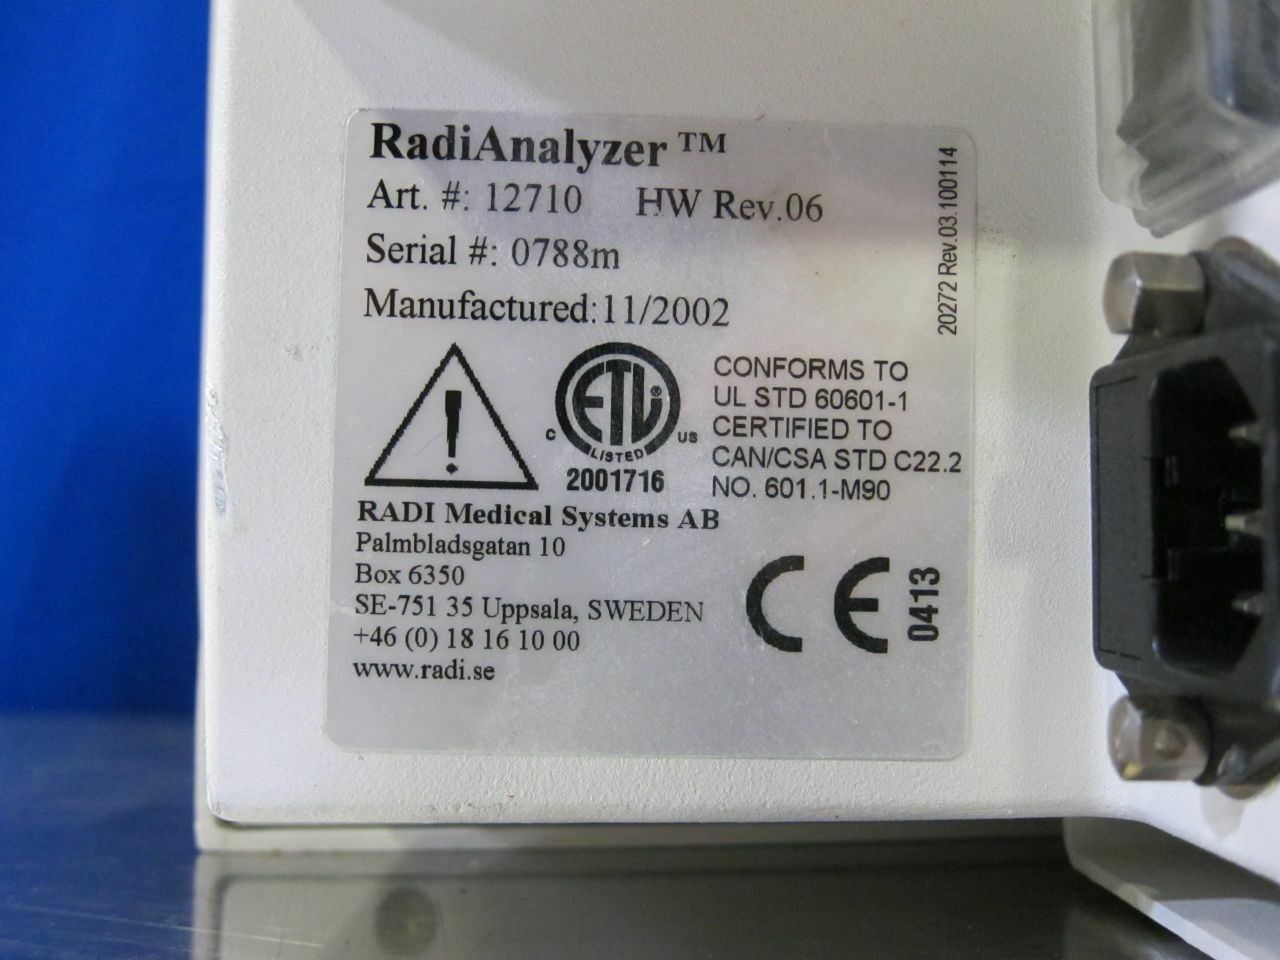 RadiAnalyzer™
Art. #: 12710 HW Rev.06
Serial #: 0788m
Manufactured: 11/2002
20272 Rev.03.100114
ETL
C US
LISTED
2001716
CONFORMS TO
UL STD 60601-1
CERTIFIED TO
CAN/CSA STD C22.2
NO. 601.1-M90
RADI Medical Systems AB
Palmbladsgatan 10
Box 6350
SE-751 35 Uppsala, SWEDEN
+46 (0) 18 16 10 00
www.radi.se
CE
0413